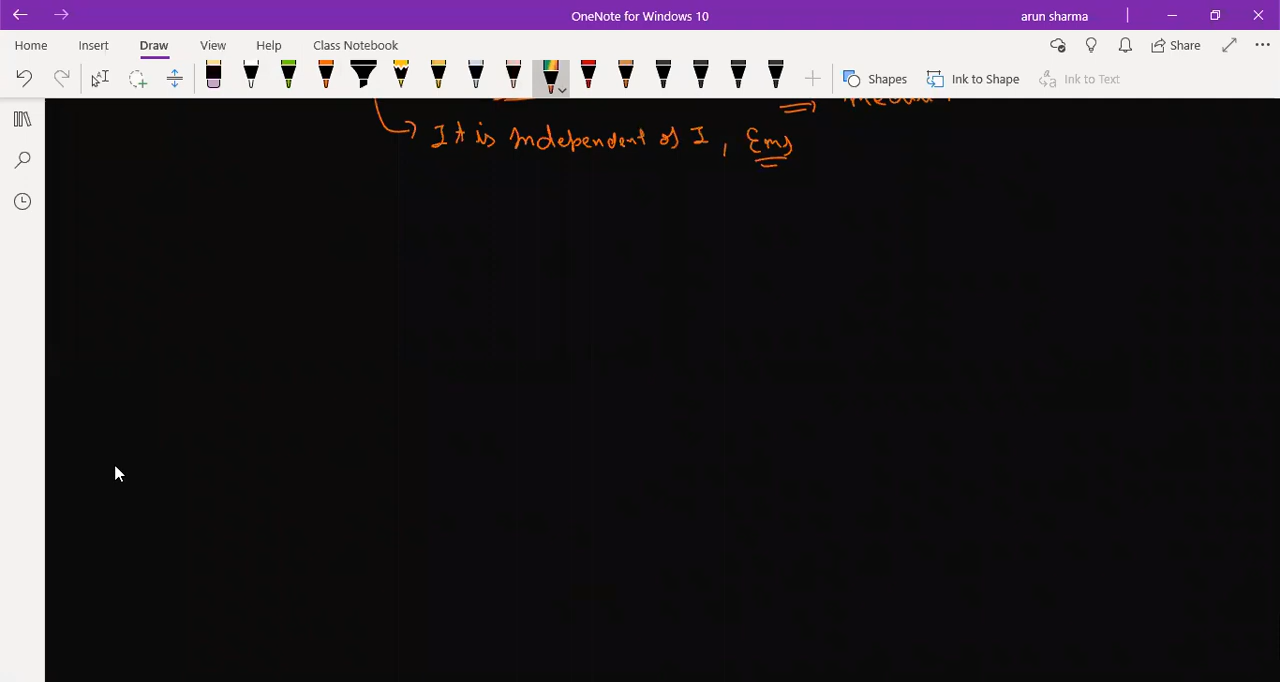 OneNote for Windows 10
arun sharma
Home Insert Draw View Help Class Notebook Share
Shapes Ink to Shape Ink to Text
It is independent of I ,